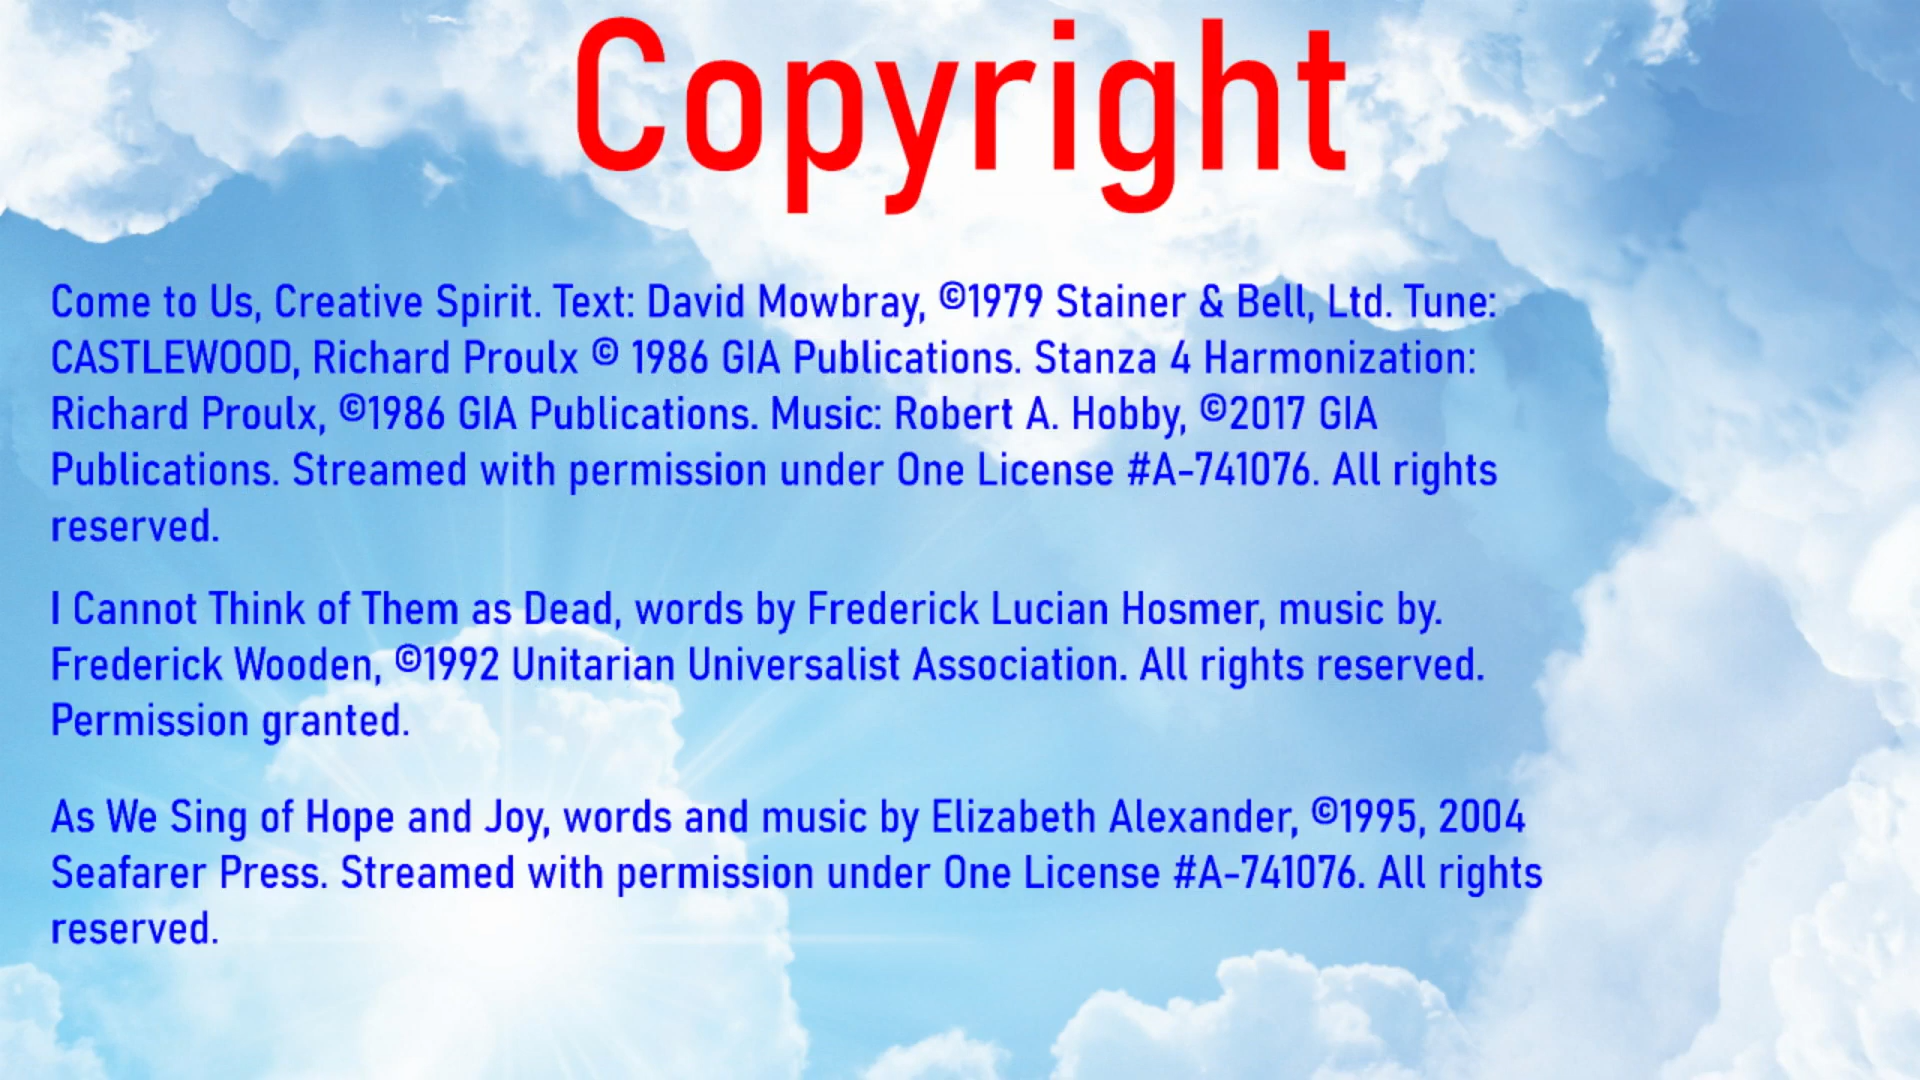 Copyright
Come to Us, Creative Spirit. Text: David Mowbray, ©1979 Stainer & Bell, Ltd. Tune:
CASTLEWOOD, Richard Proulx © 1986 GIA Publications. Stanza 4 Harmonization:
Richard Proulx, ©1986 GIA Publications. Music: Robert A. Hobby, ©2017 GIA
Publications. Streamed with permission under One License #A-741076. All rights
reserved.
I Cannot Think of Them as Dead, words by Frederick Lucian Hosmer, music by.
Frederick Wooden, ©1992 Unitarian Universalist Association. All rights reserved.
Permission granted.
As We Sing of Hope and Joy, words and music by Elizabeth Alexander, ©1995, 2004
Seafarer Press. Streamed with permission under One License #A-741076. All rights
reserved.